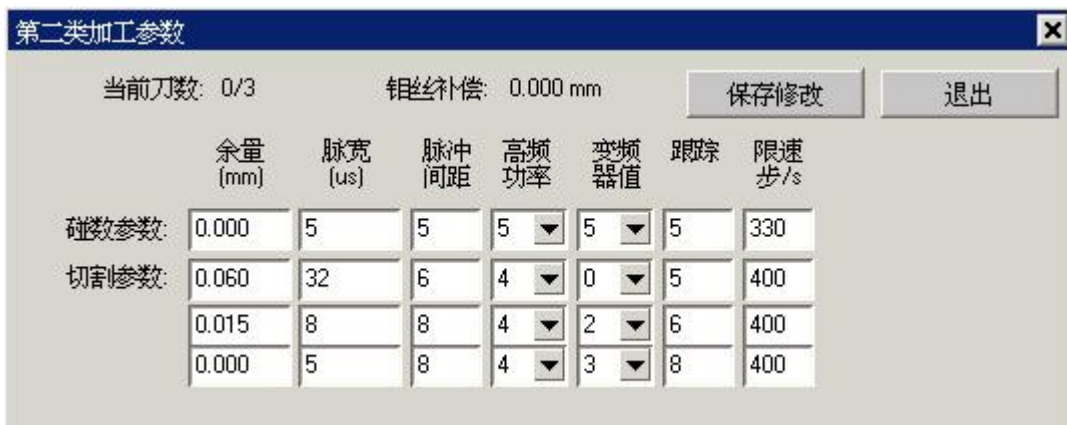 第二类加工参数
当前刀数: 0/3 钼丝补偿: 0.000 mm 保存修改 退出
余量 脉宽 脉冲 高频 变频 跟踪 限速
(mm) (us) 间距 功率 器值 步/s
碰数参数: 0.000 5 5 5 5 5 330
切割参数: 0.060 32 6 4 0 5 400
0.015 8 8 4 2 6 400
0.000 5 8 4 3 8 400